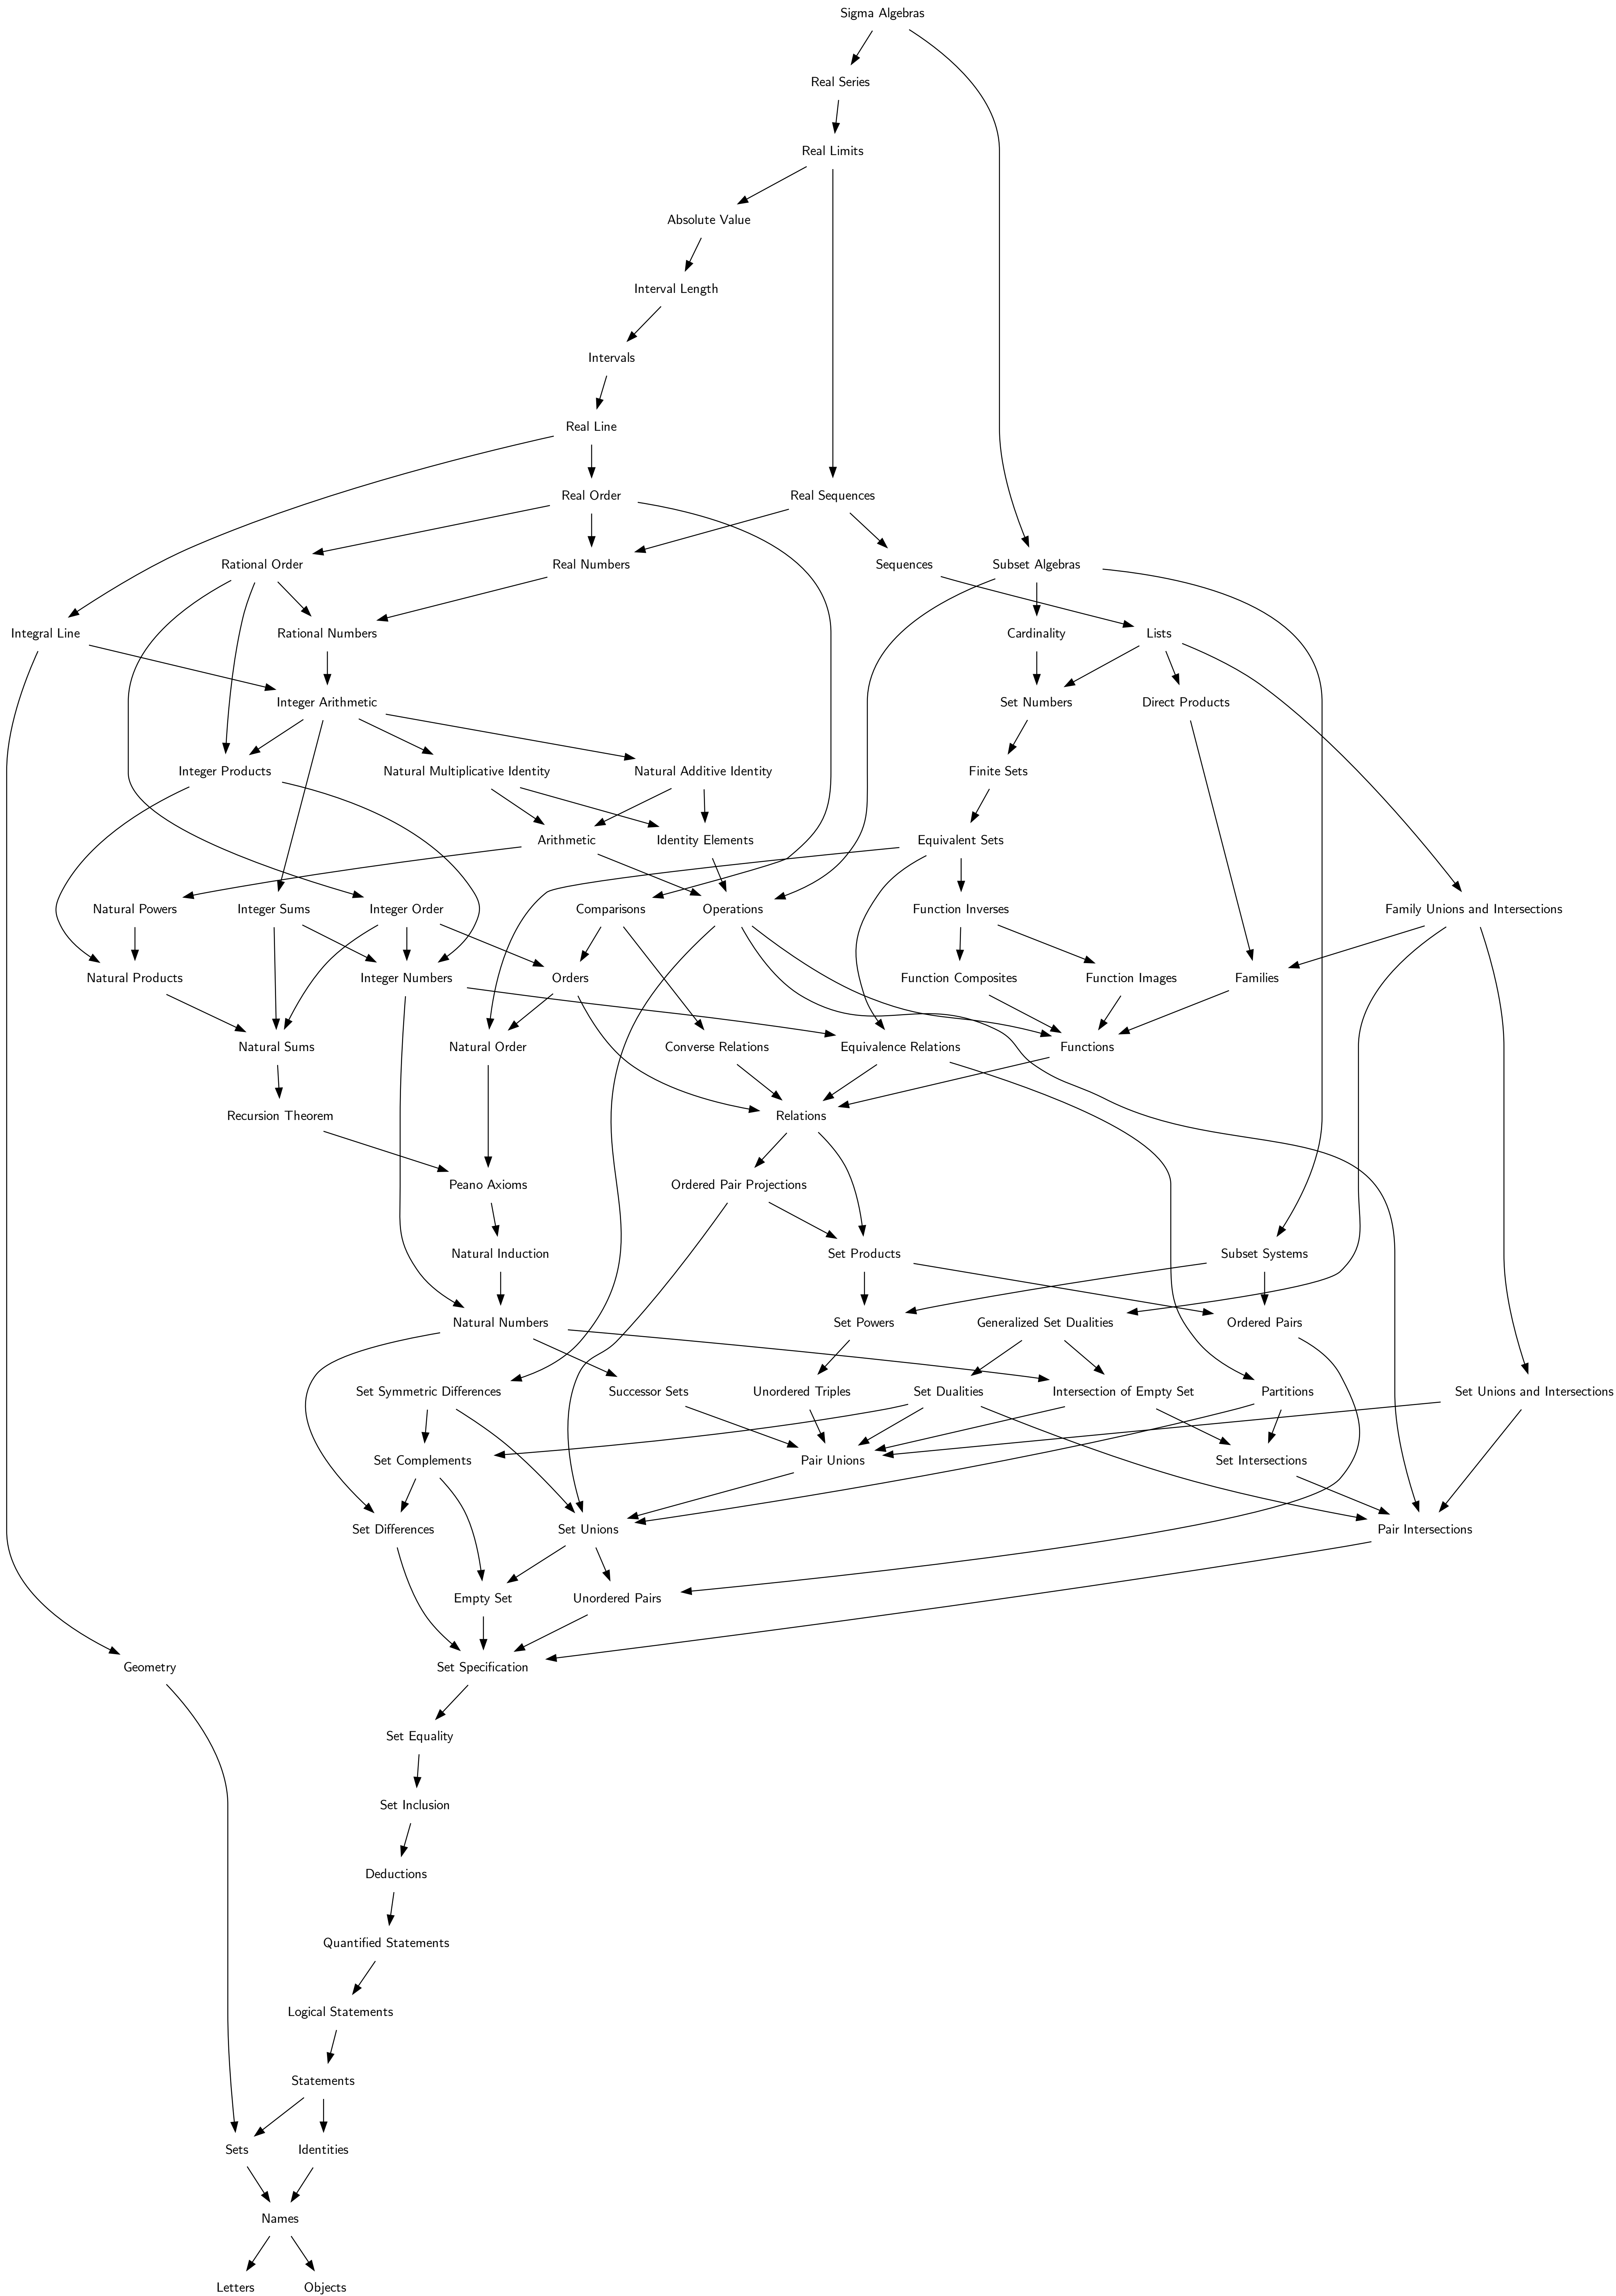 Sigma Algebras
Real Series
Real Limits
Absolute Value
Interval Length
Intervals
Real Line
Real Order
Real Sequences
Rational Order
Real Numbers
Sequences
Subset Algebras
Integral Line
Rational Numbers
Cardinality
Lists
Integer Arithmetic
Set Numbers
Direct Products
Integer Products
Natural Multiplicative Identity
Natural Additive Identity
Finite Sets
Arithmetic
Identity Elements
Equivalent Sets
Natural Powers
Integer Sums
Integer Order
Comparisons
Operations
Function Inverses
Family Unions and Intersections
Natural Products
Integer Numbers
Orders
Function Composites
Function Images
Families
Natural Sums
Natural Order
Converse Relations
Equivalence Relations
Functions
Recursion Theorem
Relations
Peano Axioms
Ordered Pair Projections
Natural Induction
Set Products
Subset Systems
Natural Numbers
Set Powers
Generalized Set Dualities
Ordered Pairs
Set Symmetric Differences
Successor Sets
Unordered Triples
Set Dualities
Intersection of Empty Set
Partitions
Set Unions and Intersections
Set Complements
Pair Unions
Set Intersections
Set Differences
Set Unions
Pair Intersections
Empty Set
Unordered Pairs
Geometry
Set Specification
Set Equality
Set Inclusion
Deductions
Quantified Statements
Logical Statements
Statements
Sets
Identities
Names
Letters
Objects